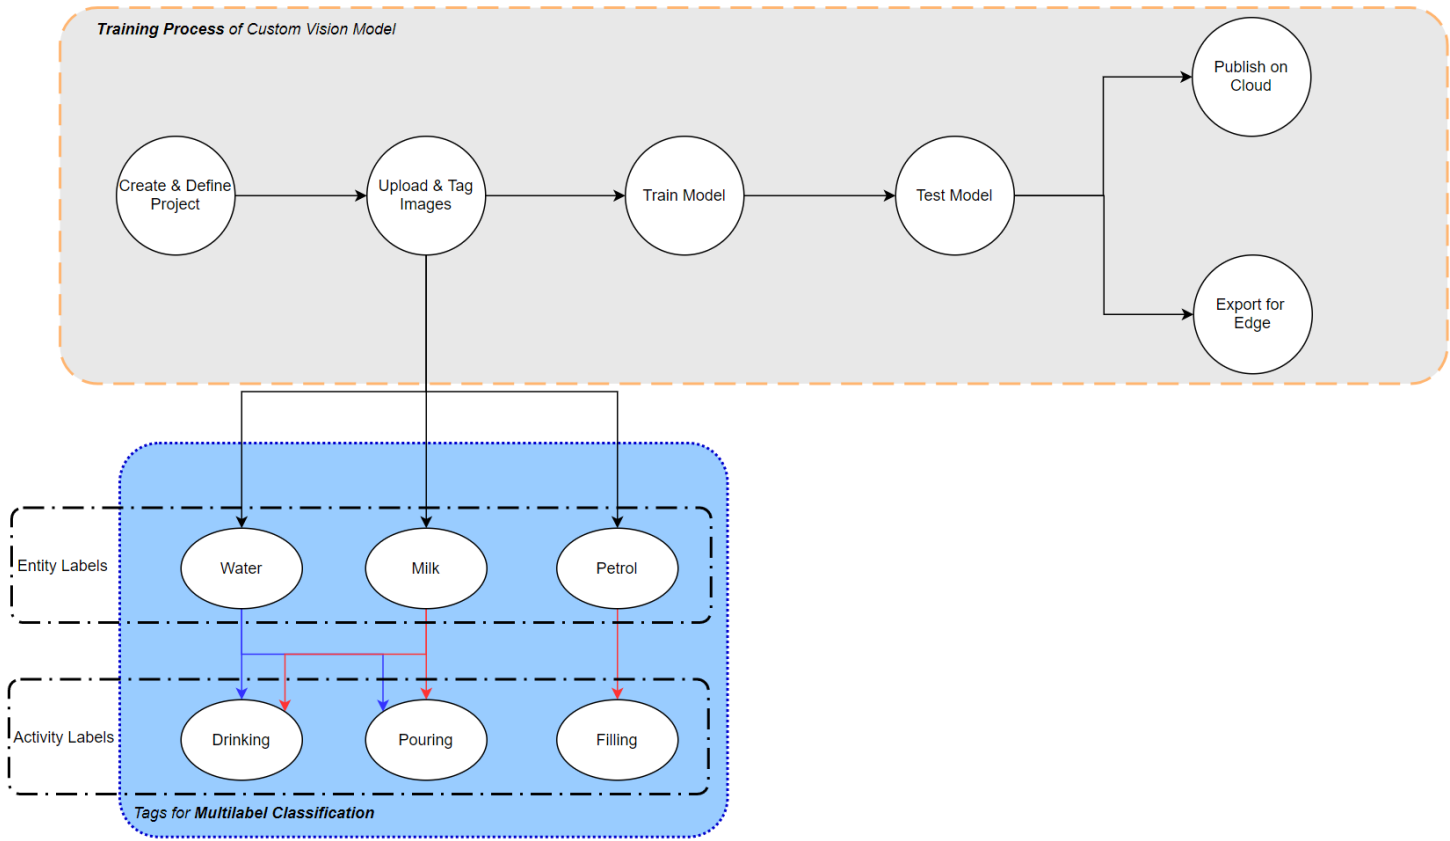 Training Process of Custom Vision Model
Publish on
Cloud
Create & Define
Project
Upload & Tag
Images
Train Model
Test Model
Export for
Edge
Entity Labels
Water
Milk
Petrol
Activity Labels
Drinking
Pouring
Filling
Tags for Multilabel Classification